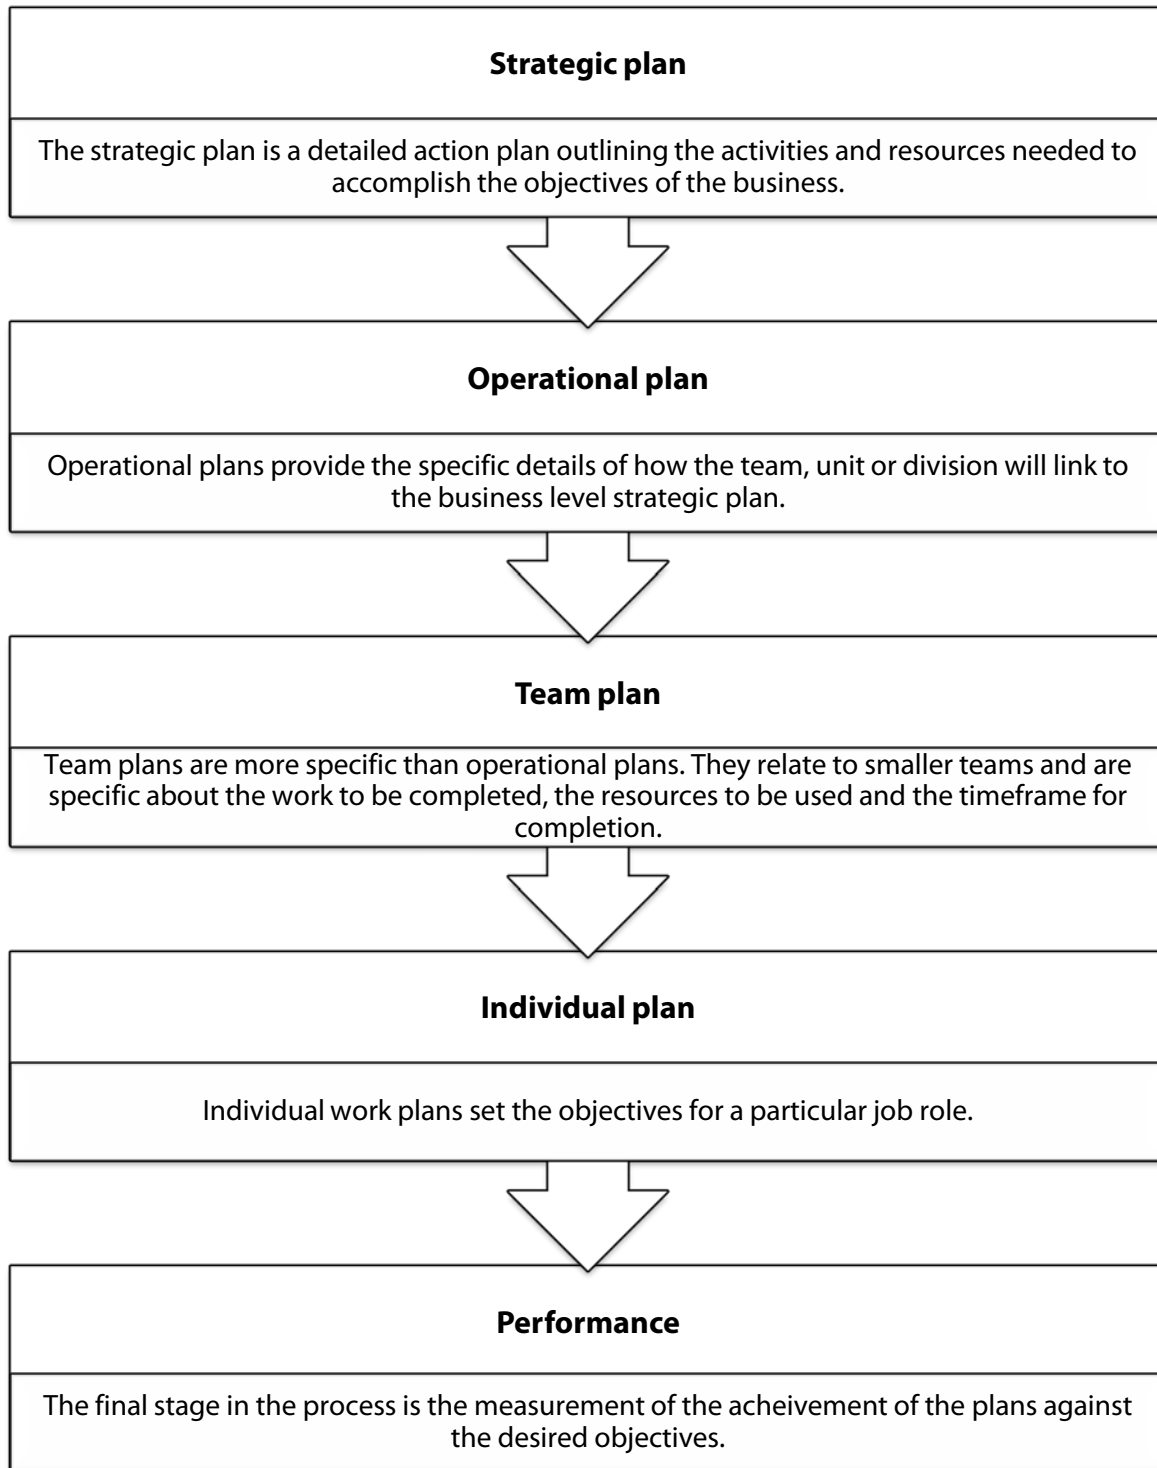 Strategic plan
The strategic plan is a detailed action plan outlining the activities and resources needed to
accomplish the objectives of the business.
Operational plan
Operational plans provide the specific details of how the team, unit or division will link to
the business level strategic plan.
Team plan
Team plans are more specific than operational plans. They relate to smaller teams and are
specific about the work to be completed, the resources to be used and the timeframe for
completion.
Individual plan
Individual work plans set the objectives for a particular job role.
Performance
The final stage in the process is the measurement of the acheivement of the plans against
the desired objectives.